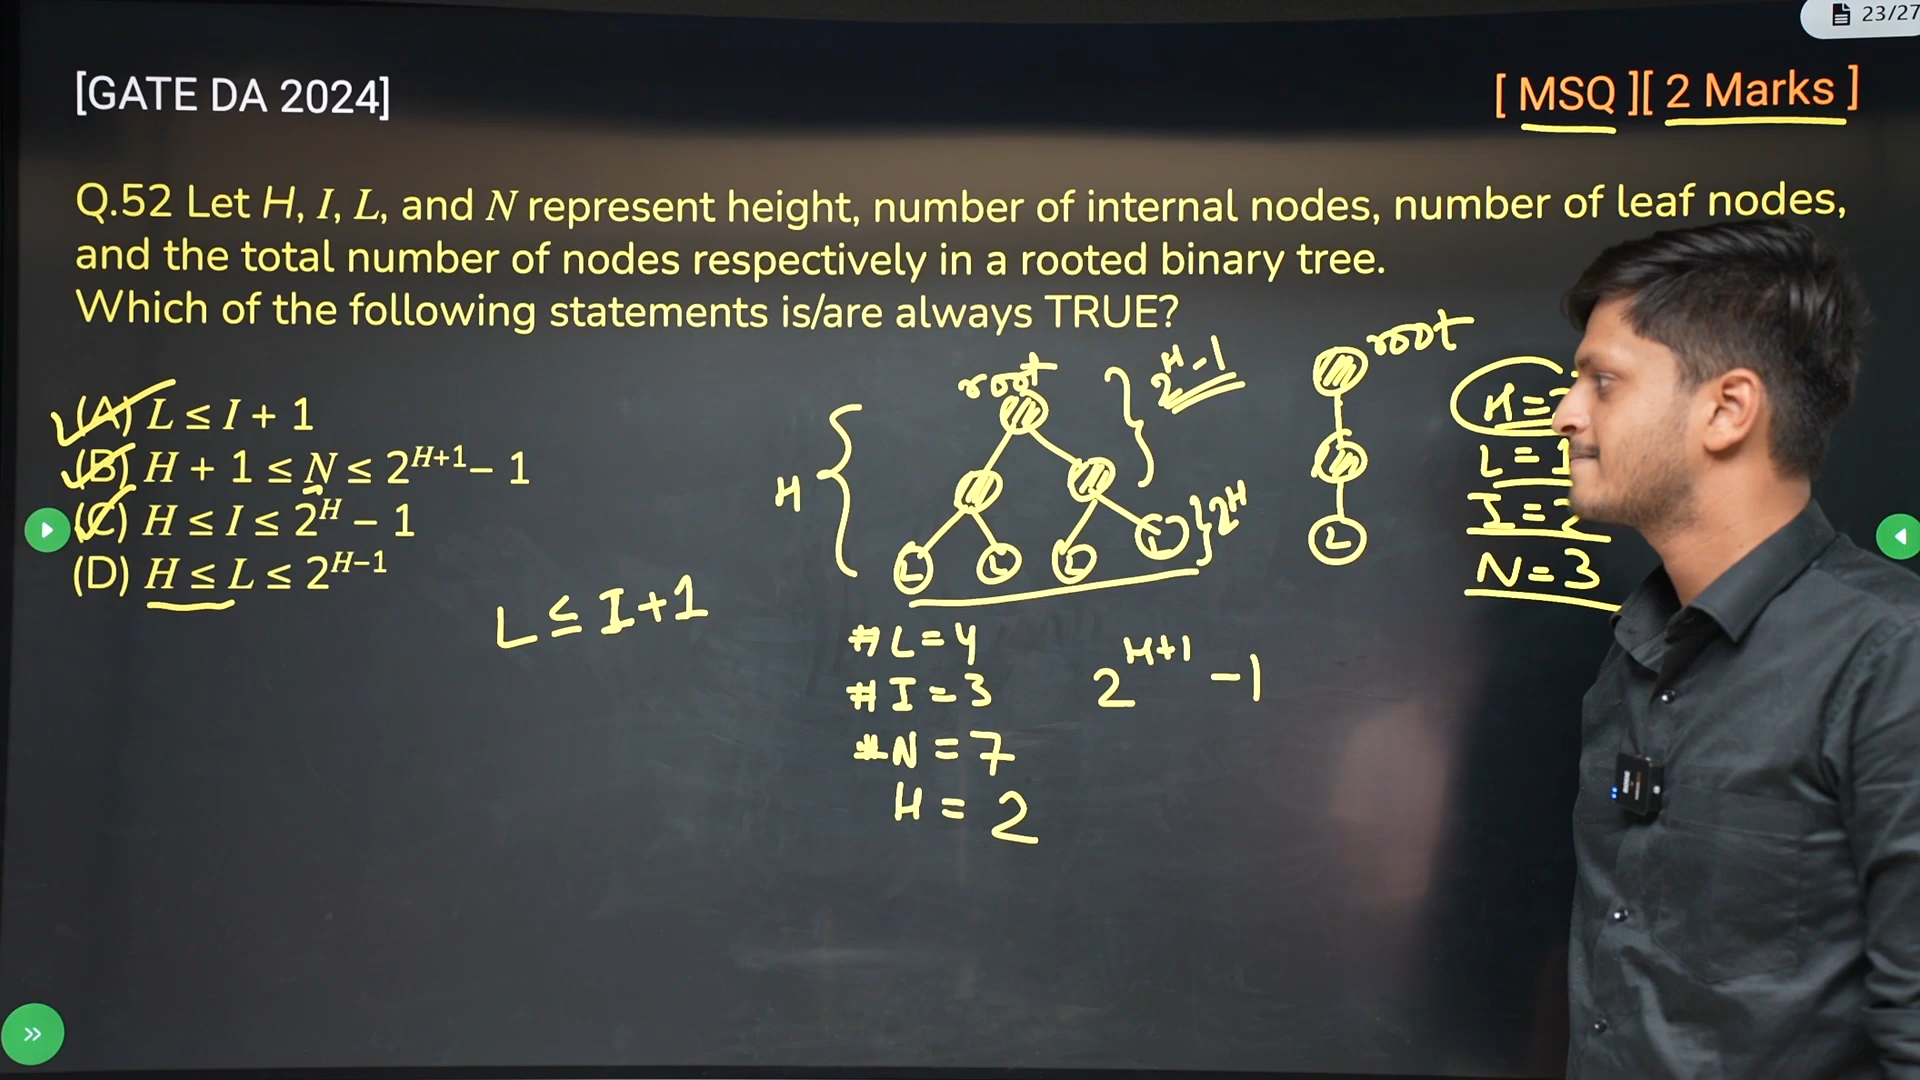 23/27
[GATE DA 2024]
[ MSQ ][ 2 Marks ]
Q.52 Let H, I, L, and N represent height, number of internal nodes, number of leaf nodes,
and the total number of nodes respectively in a rooted binary tree.
Which of the following statements is/are always TRUE?
(A) L ≤ I + 1
(B) H + 1 ≤ N ≤ 2^{H+1} – 1
(C) H ≤ I ≤ 2^H – 1
(D) H ≤ L ≤ 2^{H-1}
L ≤ I+1
root
H
2^H - 1
2^H
L L L L
# L = 4
# I = 3
# N = 7
H = 2
2^{H+1} - 1
root
L
H =
L = 1
I = 2
N = 3